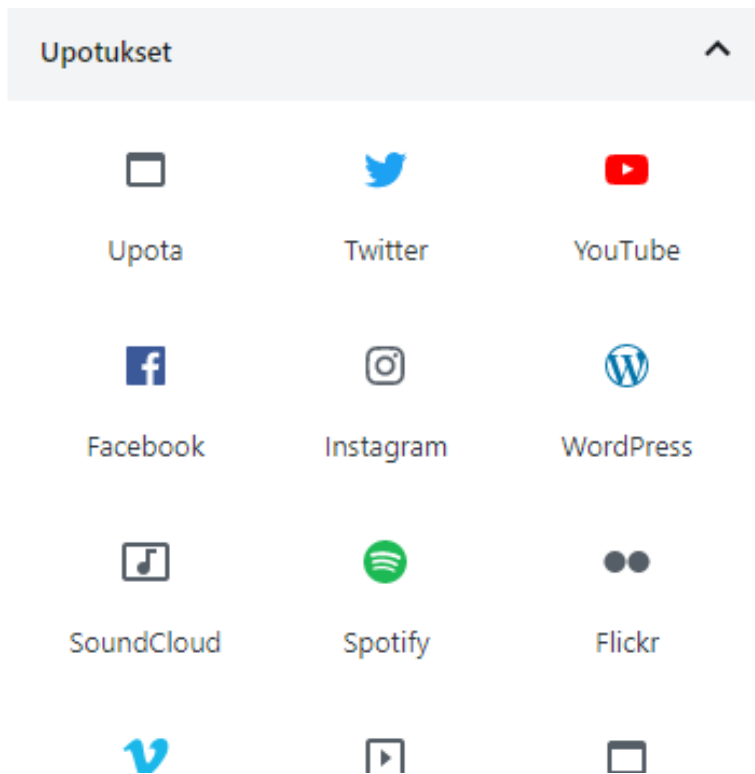 Upotukset
Upota Twitter YouTube
Facebook Instagram WordPress
SoundCloud Spotify Flickr